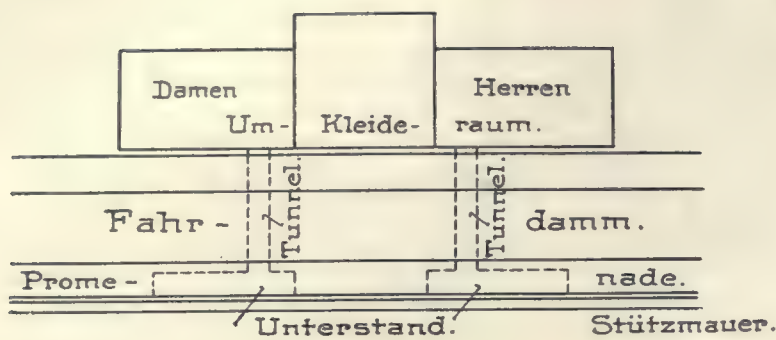 Damen Herren
Um- Kleide- raum.
Tunnel. Tunnel
Fahr- damm.
Prome- nade.
Unterstand. Stützmauer.